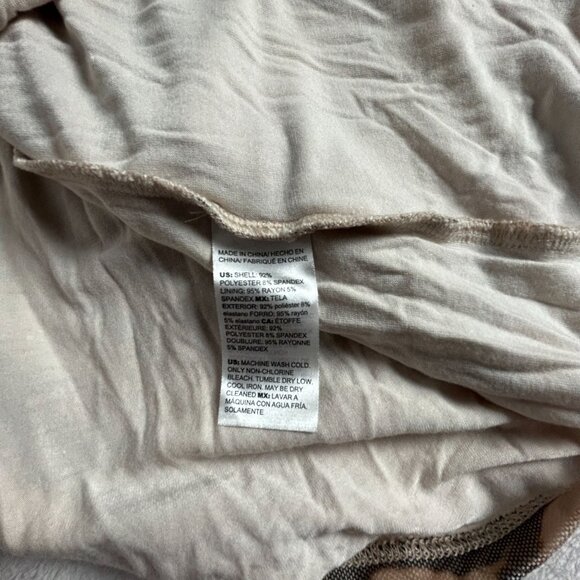 MADE IN CHINA/ HECHO EN
CHINA/ FABRIQUÉ EN CHINE
US: SHELL: 92%
POLYESTER 8% SPANDEX
LINING: 95% RAYON 5%
SPANDEX MX: TELA
EXTERIOR: 92% poliéster 8%
elastano FORRO: 95% rayón
5% elastano CA: ÉTOFFE
EXTÉRIEURE: 92%
POLYESTER 8% SPANDEX
DOUBLURE: 95% RAYONNE
5% SPANDEX
US: MACHINE WASH COLD.
ONLY NON-CHLORINE
BLEACH. TUMBLE DRY LOW,
COOL IRON. MAY BE DRY
CLEANED MX: LAVAR A
MÁQUINA CON AGUA FRÍA.
SOLAMENTE